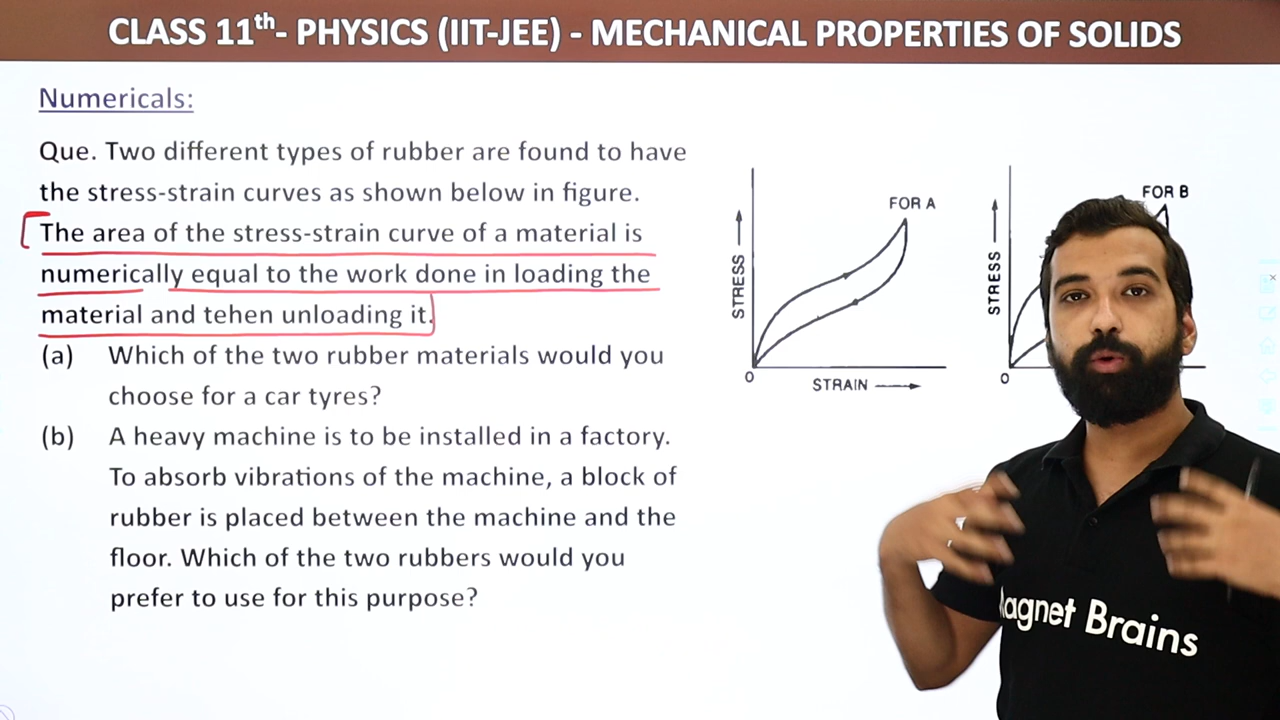 CLASS 11th- PHYSICS (IIT-JEE) - MECHANICAL PROPERTIES OF SOLIDS
Numericals:
Que. Two different types of rubber are found to have
the stress-strain curves as shown below in figure.
The area of the stress-strain curve of a material is
numerically equal to the work done in loading the
material and tehen unloading it.
(a) Which of the two rubber materials would you
choose for a car tyres?
(b) A heavy machine is to be installed in a factory.
To absorb vibrations of the machine, a block of
rubber is placed between the machine and the
floor. Which of the two rubbers would you
prefer to use for this purpose?
FOR A
STRESS
0
STRAIN
FOR B
STRESS
0
Brains